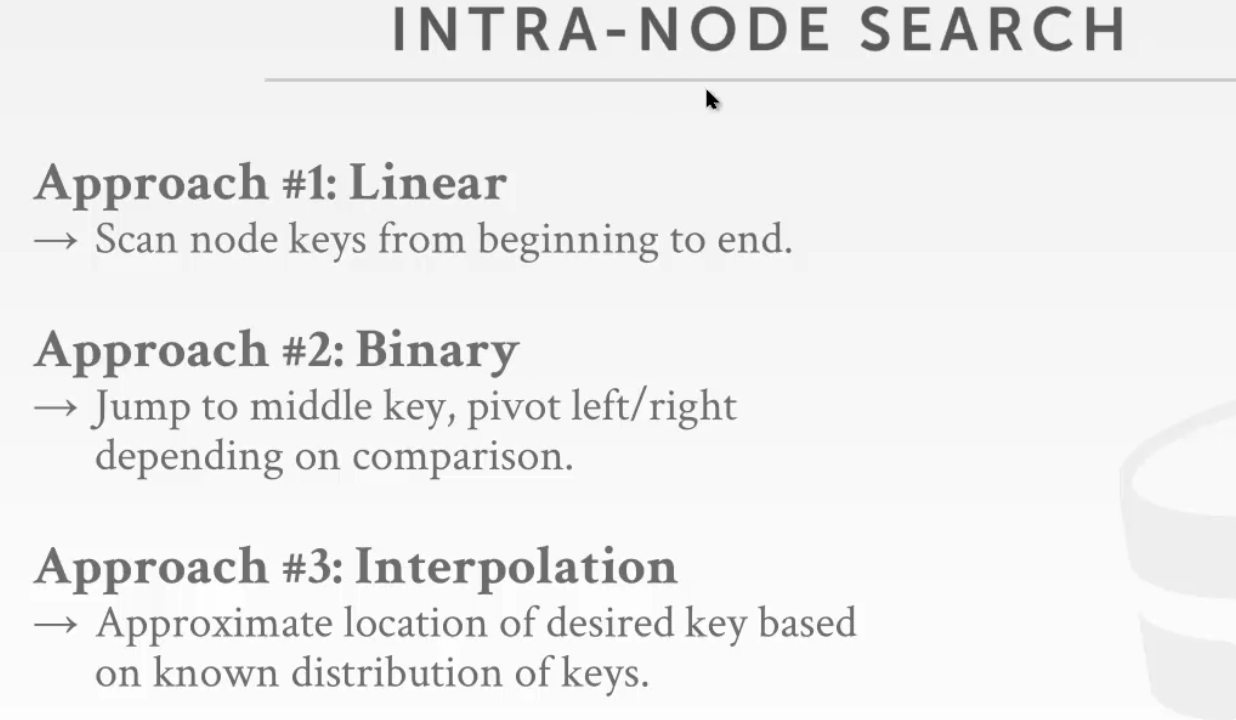 INTRA-NODE SEARCH
Approach #1: Linear
→ Scan node keys from beginning to end.
Approach #2: Binary
→ Jump to middle key, pivot left/right
depending on comparison.
Approach #3: Interpolation
→ Approximate location of desired key based
on known distribution of keys.